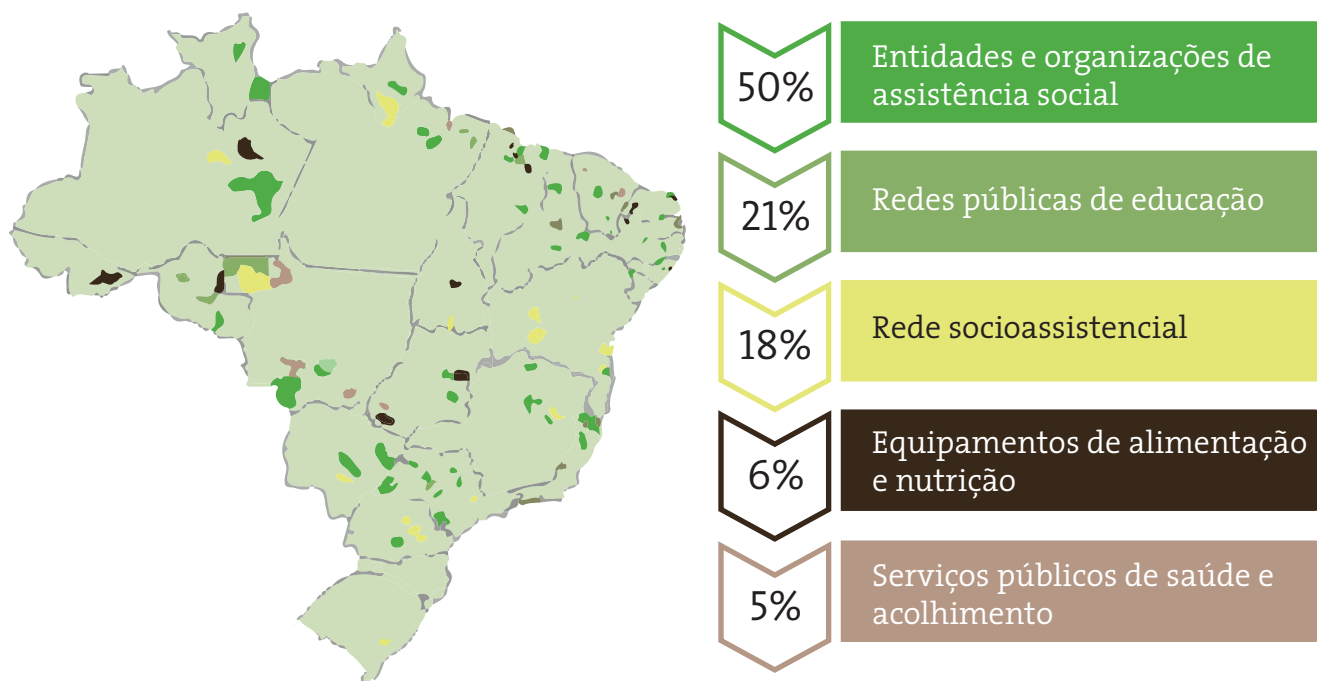 50%
Entidades e organizações de
assistência social
21%
Redes públicas de educação
18%
Rede socioassistencial
6%
Equipamentos de alimentação
e nutrição
5%
Serviços públicos de saúde e
acolhimento